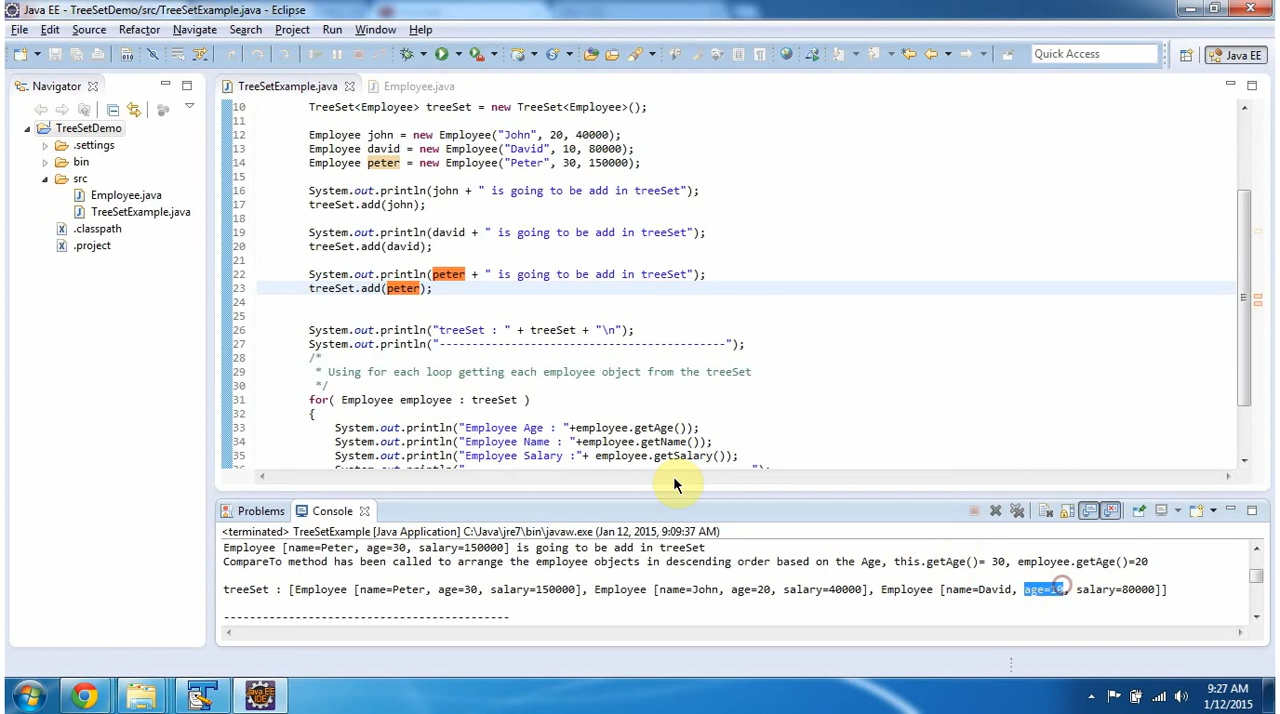 Java EE - TreeSetDemo/src/TreeSetExample.java - Eclipse
File Edit Source Refactor Navigate Search Project Run Window Help
Quick Access
Java EE
Navigator
TreeSetDemo
.settings
bin
src
Employee.java
TreeSetExample.java
.classpath
.project
TreeSetExample.java Employee.java
10 TreeSet<Employee> treeSet = new TreeSet<Employee>();
11
12 Employee john = new Employee("John", 20, 40000);
13 Employee david = new Employee("David", 10, 80000);
14 Employee peter = new Employee("Peter", 30, 150000);
15
16 System.out.println(john + " is going to be add in treeSet");
17 treeSet.add(john);
18
19 System.out.println(david + " is going to be add in treeSet");
20 treeSet.add(david);
21
22 System.out.println(peter + " is going to be add in treeSet");
23 treeSet.add(peter);
24
25
26 System.out.println("treeSet : " + treeSet + "\n");
27 System.out.println("--------------------------------------------");
28 /*
29 * Using for each loop getting each employee object from the treeSet
30 */
31 for( Employee employee : treeSet )
32 {
33 System.out.println("Employee Age : "+employee.getAge());
34 System.out.println("Employee Name : "+employee.getName());
35 System.out.println("Employee Salary :"+ employee.getSalary());
Problems Console
<terminated> TreeSetExample [Java Application] C:\Java\jre7\bin\javaw.exe (Jan 12, 2015, 9:09:37 AM)
Employee [name=Peter, age=30, salary=150000] is going to be add in treeSet
CompareTo method has been called to arrange the employee objects in descending order based on the Age, this.getAge()= 30, employee.getAge()=20
treeSet : [Employee [name=Peter, age=30, salary=150000], Employee [name=John, age=20, salary=40000], Employee [name=David, age=10, salary=80000]]
--------------------------------------------
Java EE IDE
9:27 AM
1/12/2015